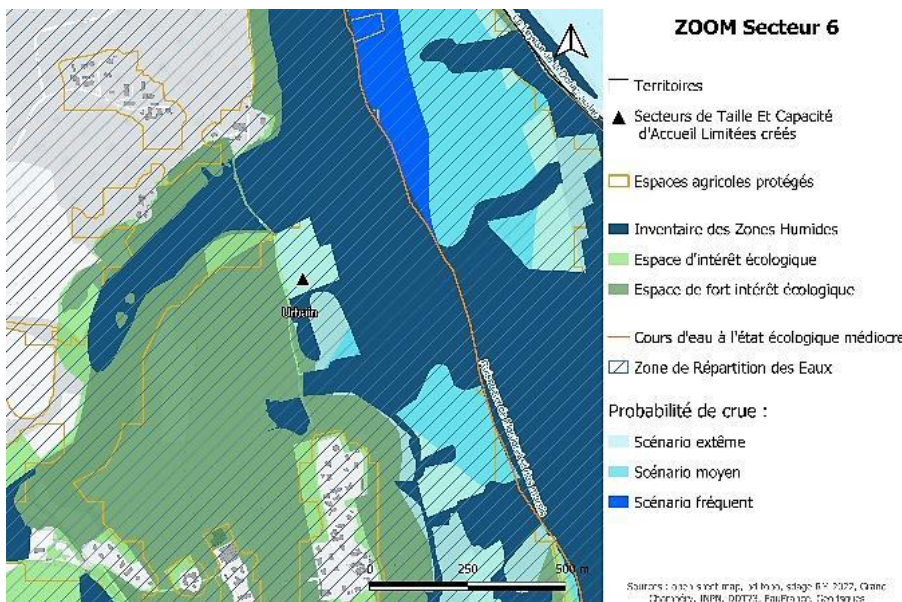 ZOOM Secteur 6
Territoires
Secteurs de Taille Et Capacité
d'Accueil Limitées créés
Espaces agricoles protégés
Inventaire des Zones Humides
Espace d'intérêt écologique
Espace de fort intérêt écologique
Cours d'eau à l'état écologique médiocre
Zone de Répartition des Eaux
Probabilité de crue :
Scénario extême
Scénario moyen
Scénario fréquent
Urbain
0
250
500 m